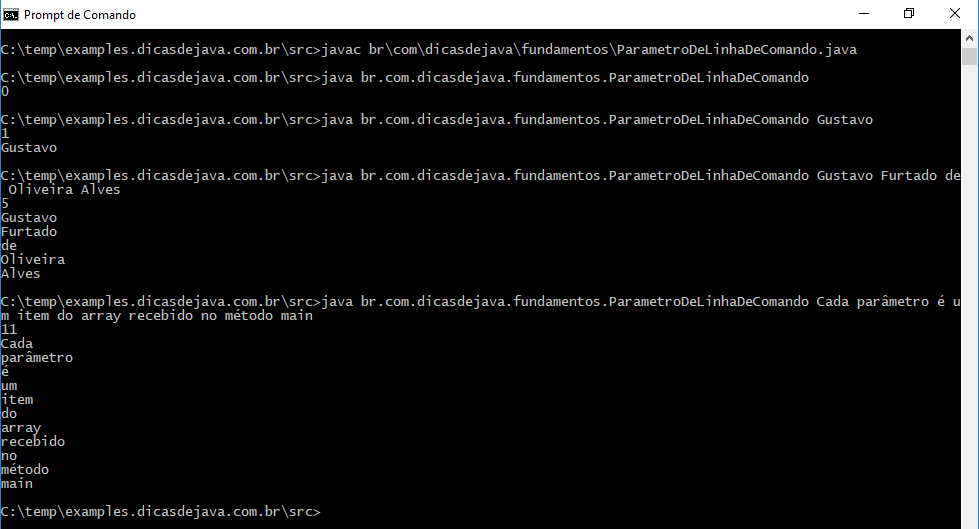 Prompt de Comando
C:\temp\examples.dicasdejava.com.br\src>javac br\com\dicasdejava\fundamentos\ParametroDeLinhaDeComando.java
C:\temp\examples.dicasdejava.com.br\src>java br.com.dicasdejava.fundamentos.ParametroDeLinhaDeComando
0
C:\temp\examples.dicasdejava.com.br\src>java br.com.dicasdejava.fundamentos.ParametroDeLinhaDeComando Gustavo
1
Gustavo
C:\temp\examples.dicasdejava.com.br\src>java br.com.dicasdejava.fundamentos.ParametroDeLinhaDeComando Gustavo Furtado de
 Oliveira Alves
5
Gustavo
Furtado
de
Oliveira
Alves
C:\temp\examples.dicasdejava.com.br\src>java br.com.dicasdejava.fundamentos.ParametroDeLinhaDeComando Cada parâmetro é u
m item do array recebido no método main
11
Cada
parâmetro
é
um
item
do
array
recebido
no
método
main
C:\temp\examples.dicasdejava.com.br\src>